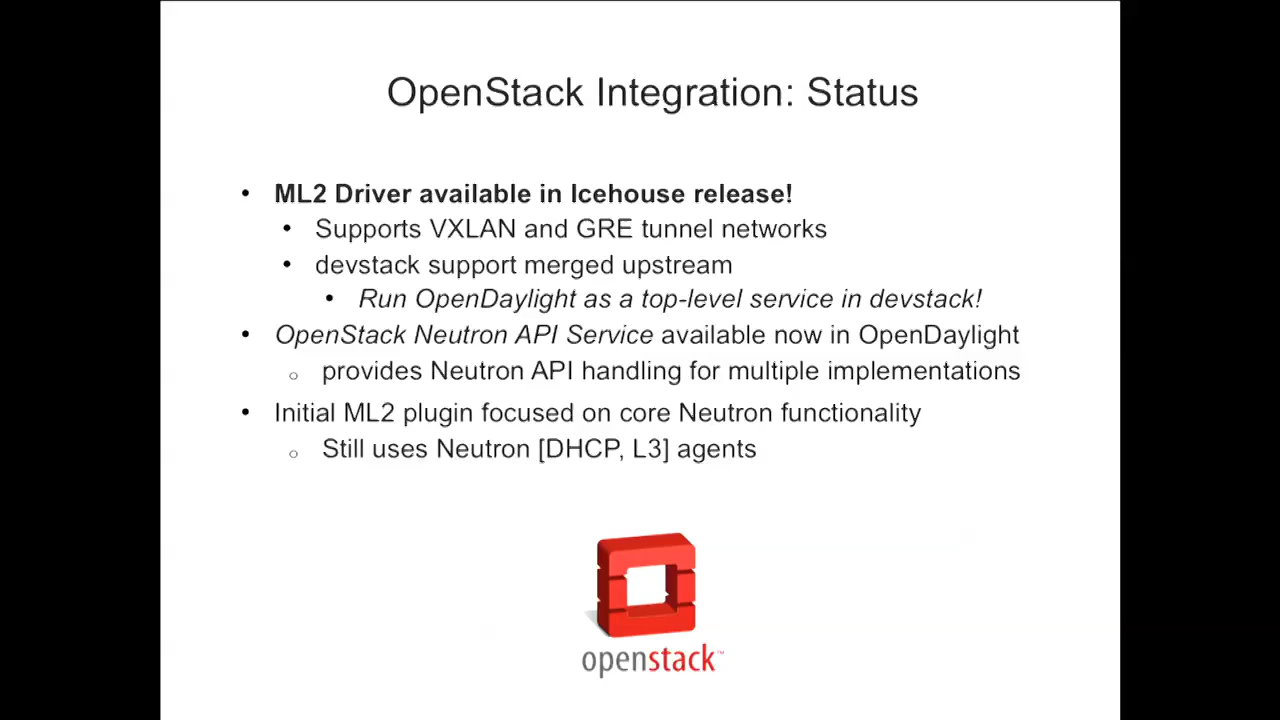 OpenStack Integration: Status
• ML2 Driver available in Icehouse release!
• Supports VXLAN and GRE tunnel networks
• devstack support merged upstream
• Run OpenDaylight as a top-level service in devstack!
• OpenStack Neutron API Service available now in OpenDaylight
○ provides Neutron API handling for multiple implementations
• Initial ML2 plugin focused on core Neutron functionality
○ Still uses Neutron [DHCP, L3] agents
openstack™